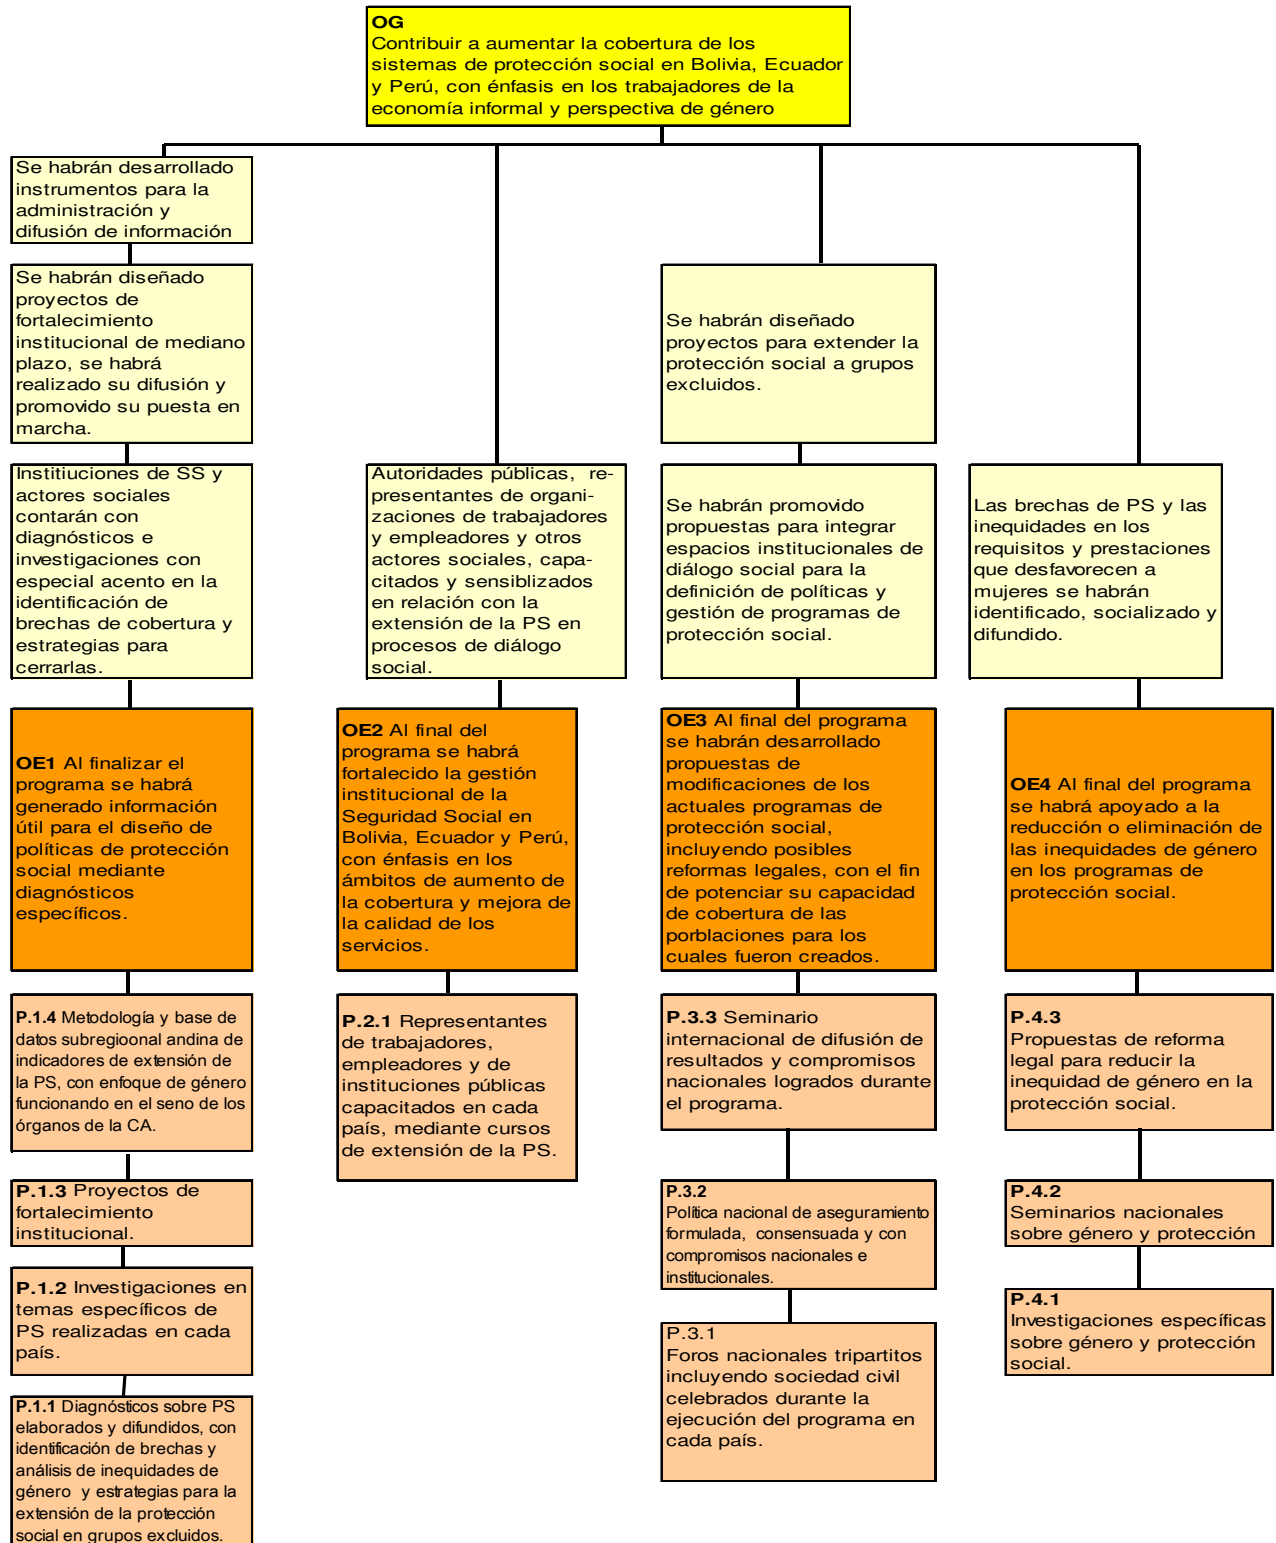 OG
Contribuir a aumentar la cobertura de los
sistemas de protección social en Bolivia, Ecuador
y Perú, con énfasis en los trabajadores de la
economía informal y perspectiva de género
Se habrán desarrollado
instrumentos para la
administración y
difusión de información
Se habrán diseñado
proyectos de
fortalecimiento
institucional de mediano
plazo, se habrá
realizado su difusión y
promovido su puesta en
marcha.
Se habrán diseñado
proyectos para extender la
protección social a grupos
excluidos.
Instituciones de SS y
actores sociales
contarán con
diagnósticos e
investigaciones con
especial acento en la
identificación de
brechas de cobertura y
estrategias para
cerrarlas.
Autoridades públicas, re-
presentantes de organi-
zaciones de trabajadores
y empleadores y otros
actores sociales, capa-
citados y sensiblizados
en relación con la
extensión de la PS en
procesos de diálogo
social.
Se habrán promovido
propuestas para integrar
espacios institucionales de
diálogo social para la
definición de políticas y
gestión de programas de
protección social.
Las brechas de PS y las
inequidades en los
requisitos y prestaciones
que desfavorecen a
mujeres se habrán
identificado, socializado y
difundido.
OE1 Al finalizar el
programa se habrá
generado información
útil para el diseño de
políticas de protección
social mediante
diagnósticos
específicos.
OE2 Al final del
programa se habrá
fortalecido la gestión
institucional de la
Seguridad Social en
Bolivia, Ecuador y Perú,
con énfasis en los
ámbitos de aumento de
la cobertura y mejora de
la calidad de los
servicios.
OE3 Al final del programa
se habrán desarrollado
propuestas de
modificaciones de los
actuales programas de
protección social,
incluyendo posibles
reformas legales, con el fin
de potenciar su capacidad
de cobertura de las
porblaciones para los
cuales fueron creados.
OE4 Al final del programa
se habrá apoyado a la
reducción o eliminación de
las inequidades de género
en los programas de
protección social.
P.1.4 Metodología y base de
datos subregioonal andina de
indicadores de extensión de
la PS, con enfoque de género
funcionando en el seno de los
órganos de la CA.
P.1.3 Proyectos de
fortalecimiento
institucional.
P.1.2 Investigaciones en
temas específicos de
PS realizadas en cada
país.
P.1.1 Diagnósticos sobre PS
elaborados y difundidos, con
identificación de brechas y
análisis de inequidades de
género y estrategias para la
extensión de la protección
social en grupos excluidos.
P.2.1 Representantes
de trabajadores,
empleadores y de
instituciones públicas
capacitados en cada
país, mediante cursos
de extensión de la PS.
P.3.3 Seminario
internacional de difusión de
resultados y compromisos
nacionales logrados durante
el programa.
P.3.2
Política nacional de aseguramiento
formulada, consensuada y con
compromisos nacionales e
institucionales.
P.3.1
Foros nacionales tripartitos
incluyendo sociedad civil
celebrados durante la
ejecución del programa en
cada país.
P.4.3
Propuestas de reforma
legal para reducir la
inequidad de género en la
protección social.
P.4.2
Seminarios nacionales
sobre género y protección
P.4.1
Investigaciones específicas
sobre género y protección
social.